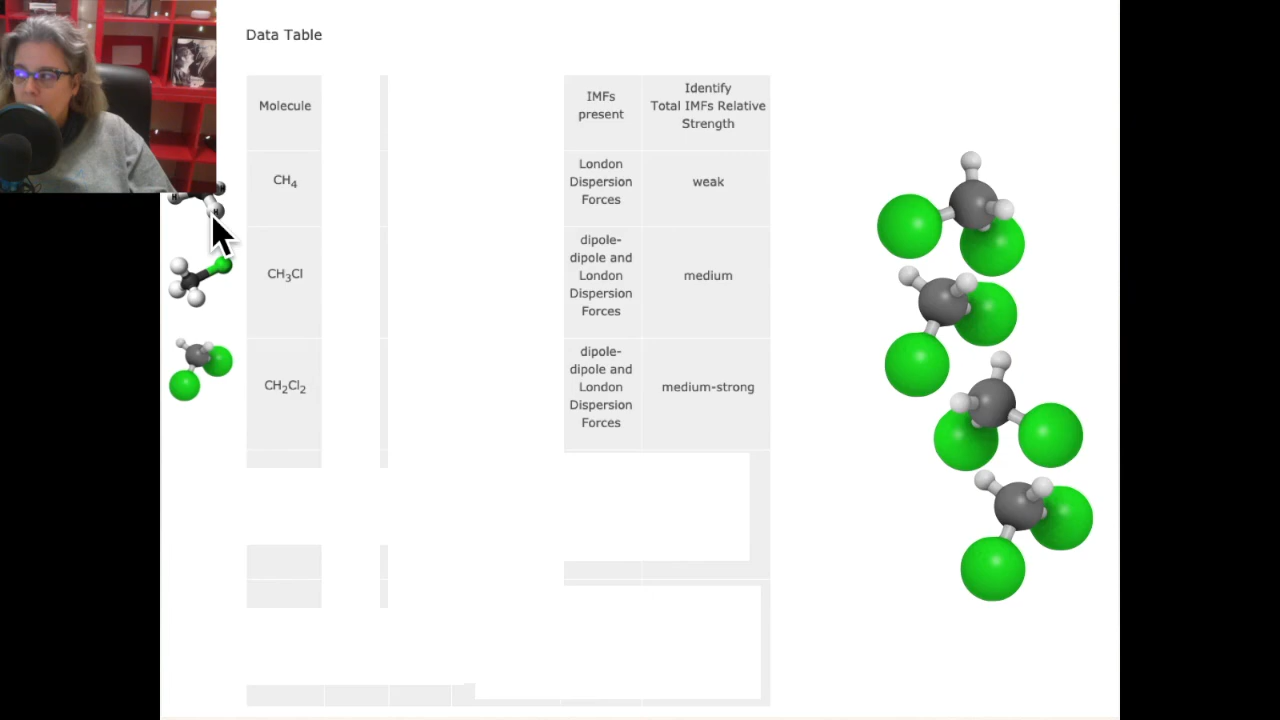 Data Table
Molecule
IMFs
present
Identify
Total IMFs Relative
Strength
CH₄
London
Dispersion
Forces
weak
CH₃Cl
dipole-
dipole and
London
Dispersion
Forces
medium
CH₂Cl₂
dipole-
dipole and
London
Dispersion
Forces
medium-strong
H
H